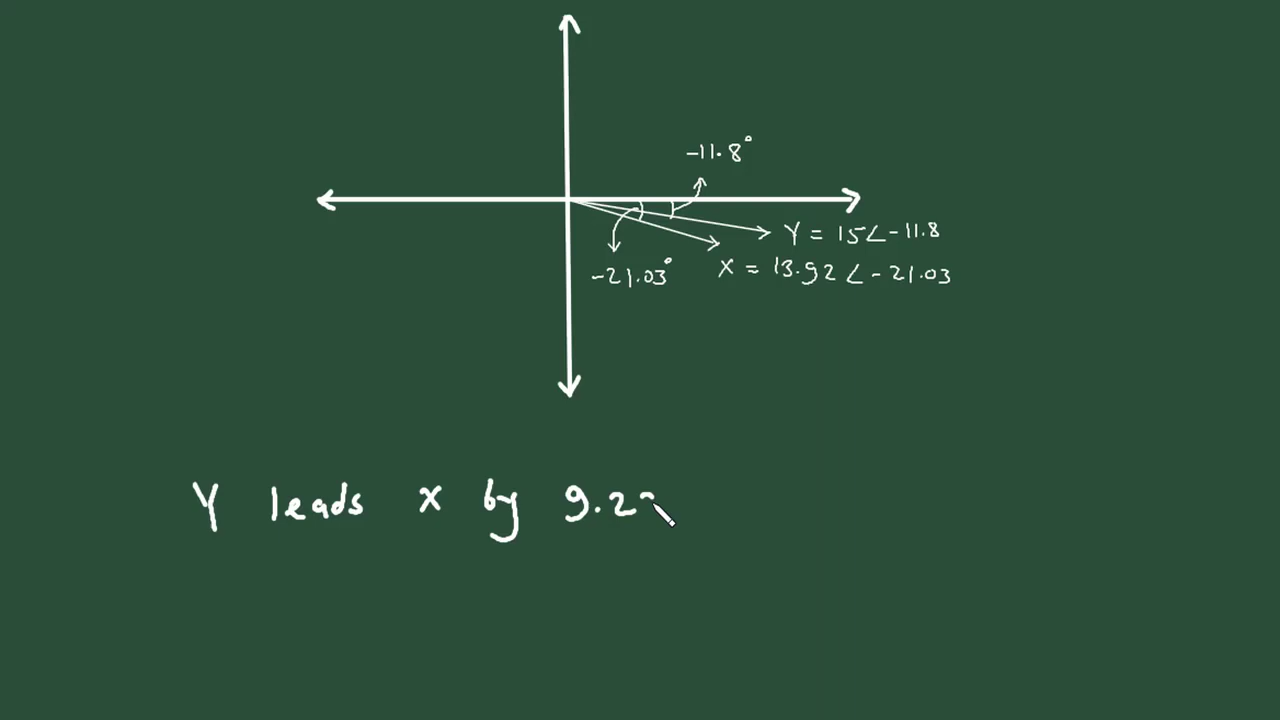 -11.8°
Y = 15∠-11.8
-21.03°
X = 13.92∠-21.03
Y leads X by 9.2